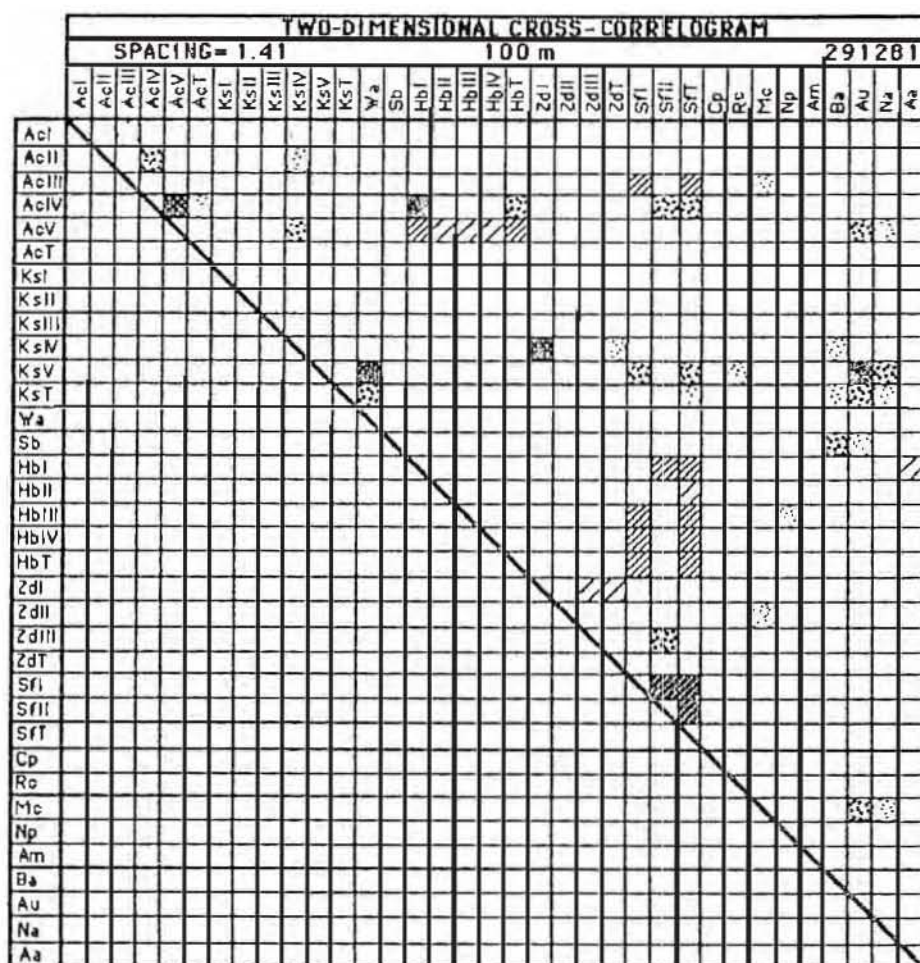 TWO-DIMENSIONAL CROSS-CORRELOGRAM
SPACING= 1.41 100 m 291281
AcI AcII AcIII AcIV AcV AcT KsI KsII KsIII KsIV KsV KsT Wa Sb HbI HbII HbIII HbIV HbT ZdI ZdII ZdIII ZdT SfI SfII SfT Cp Rc Mc Np Am Ba Au Na Aa
AcI
AcII
AcIII
AcIV
AcV
AcT
KsI
KsII
KsIII
KsIV
KsV
KsT
Wa
Sb
HbI
HbII
HbIII
HbIV
HbT
ZdI
ZdII
ZdIII
ZdT
SfI
SfII
SfT
Cp
Rc
Mc
Np
Am
Ba
Au
Na
Aa